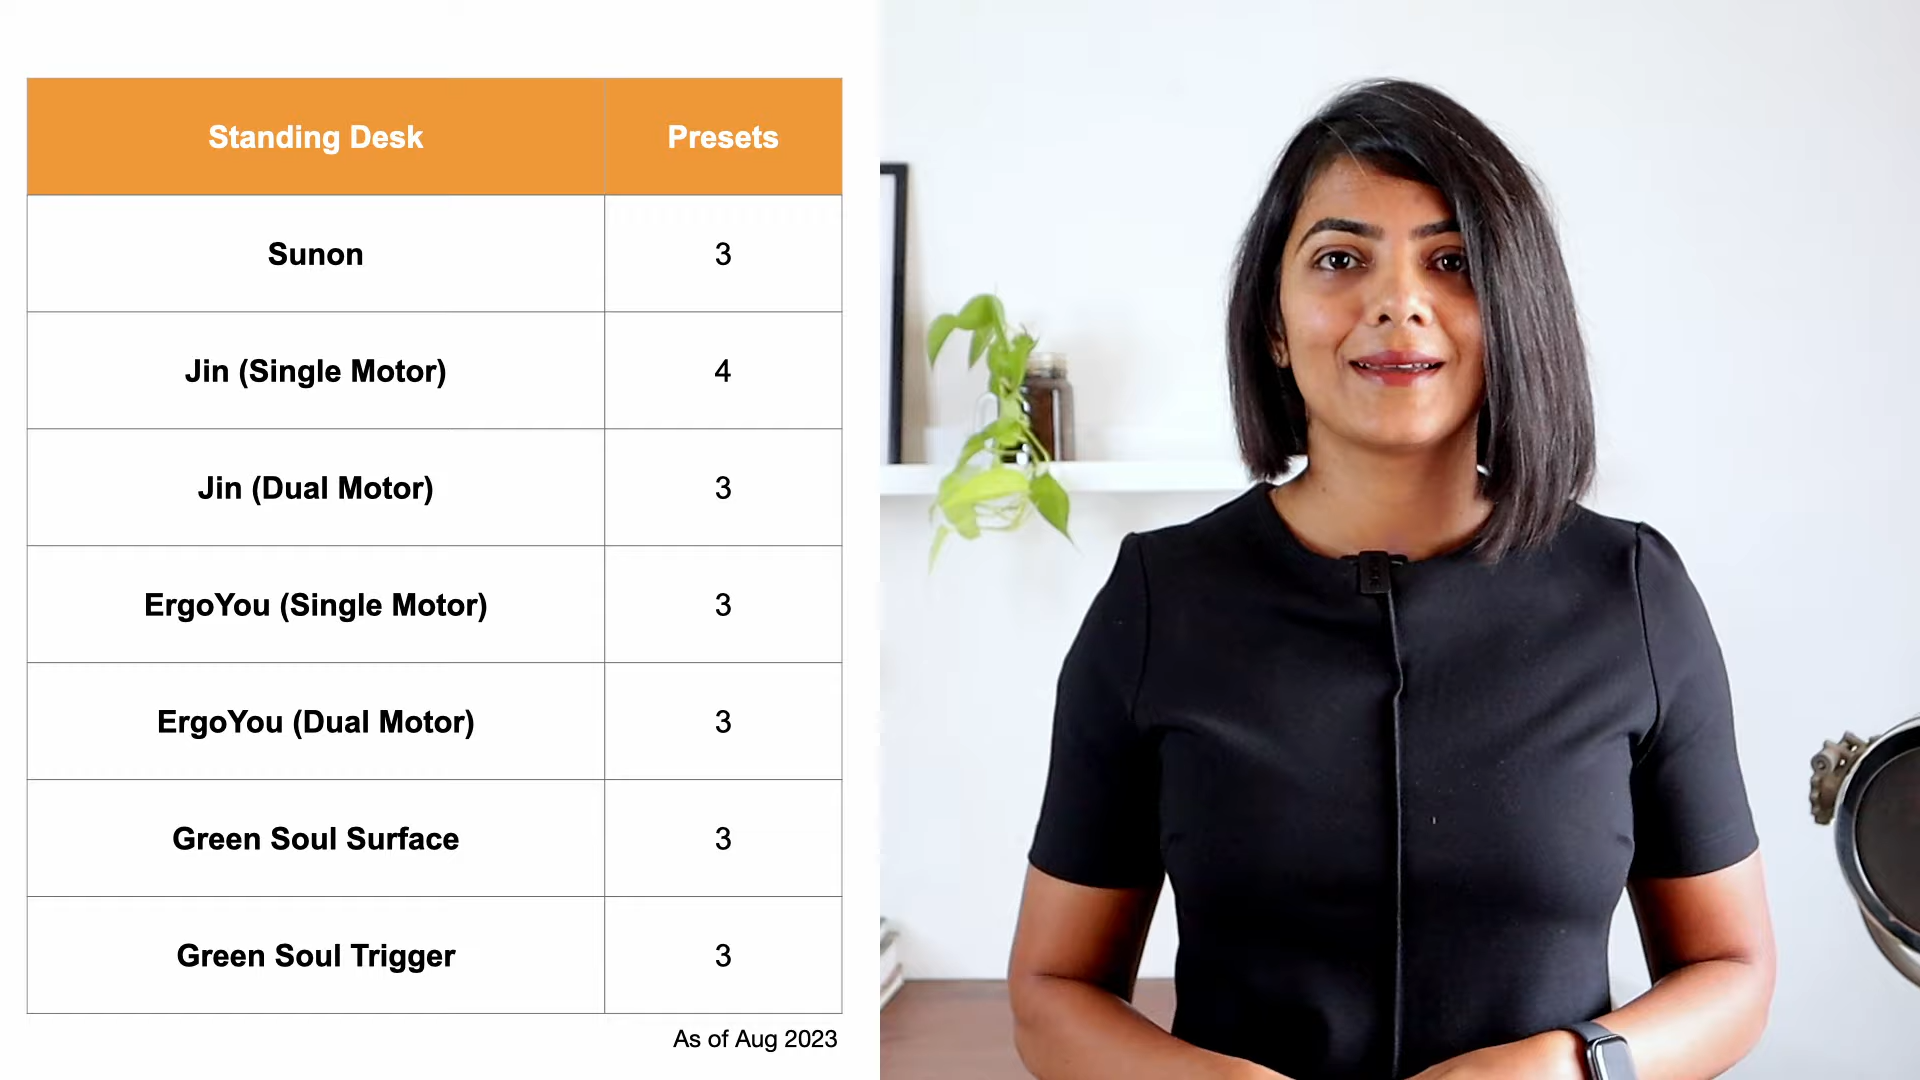 Standing Desk Presets
Sunon 3
Jin (Single Motor) 4
Jin (Dual Motor) 3
ErgoYou (Single Motor) 3
ErgoYou (Dual Motor) 3
Green Soul Surface 3
Green Soul Trigger 3
As of Aug 2023